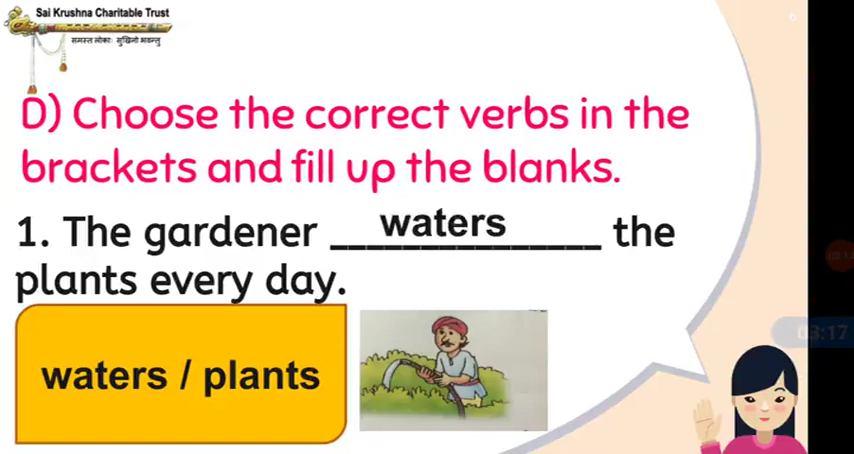 Sai Krushna Charitable Trust
समस्त लोकाः सुखिनो भवन्तु
D) Choose the correct verbs in the
brackets and fill up the blanks.
1. The gardener waters the
plants every day.
waters / plants
03:17